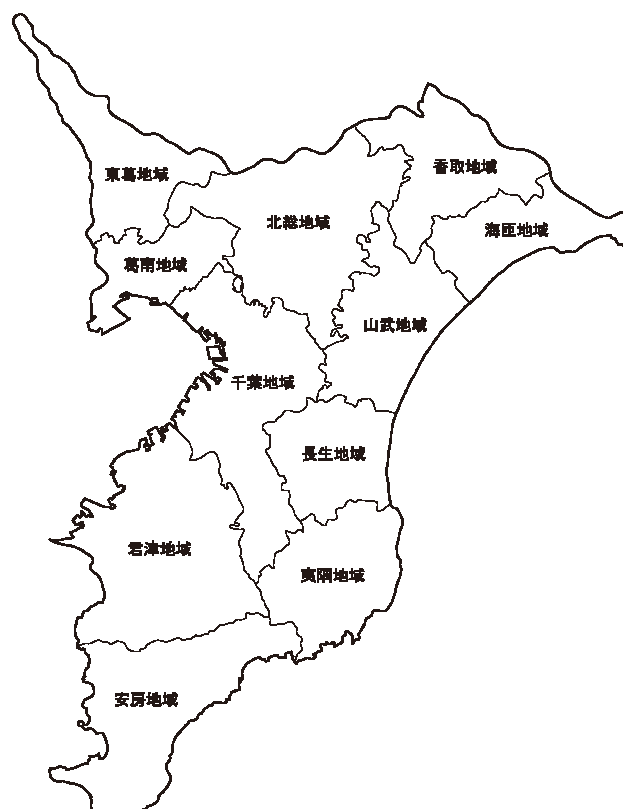 東葛地域
香取地域
北総地域
海匝地域
葛南地域
山武地域
千葉地域
長生地域
君津地域
夷隅地域
安房地域